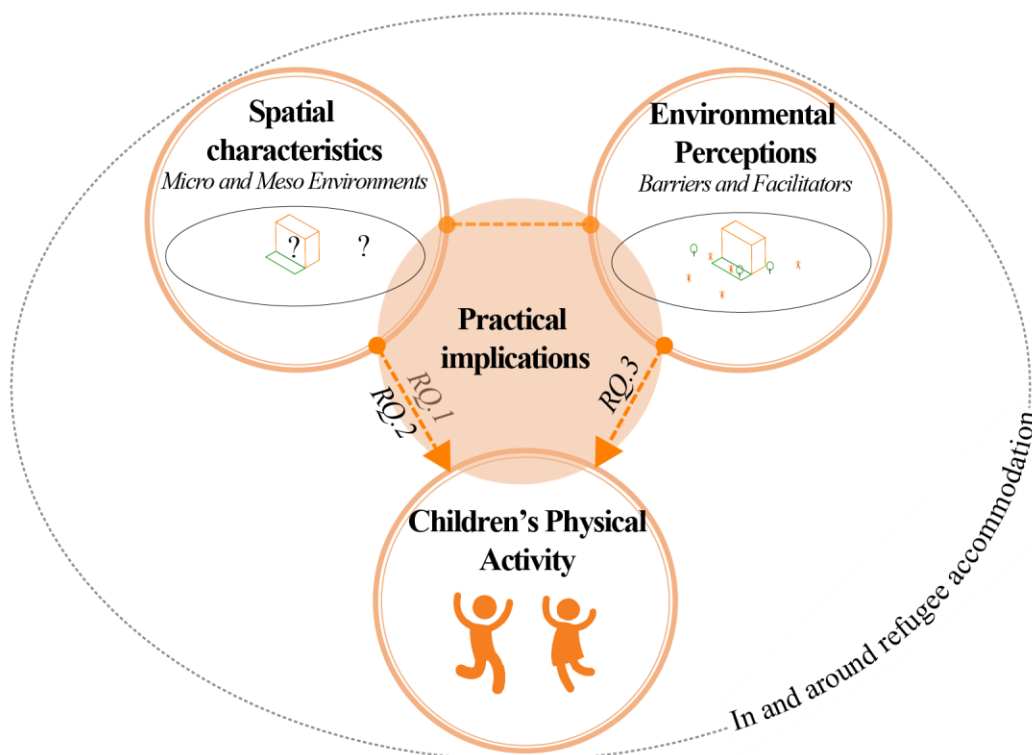 Spatial
characteristics
Micro and Meso Environments
? ?
Environmental
Perceptions
Barriers and Facilitators
Practical
implications
RQ.1
RQ.2
RQ.3
Children's Physical
Activity
In and around refugee accommodation